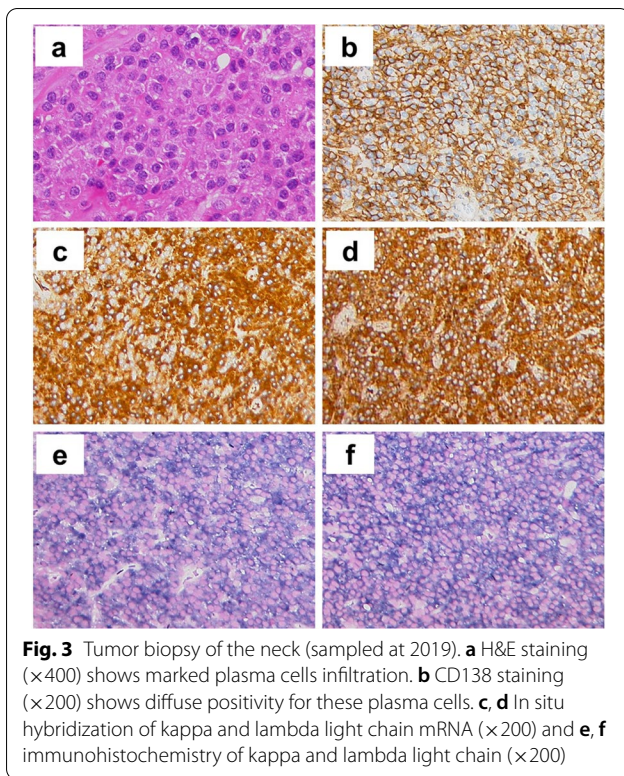 a
b
c
d
e
f
Fig. 3 Tumor biopsy of the neck (sampled at 2019). a H&E staining
(×400) shows marked plasma cells infiltration. b CD138 staining
(×200) shows diffuse positivity for these plasma cells. c, d In situ
hybridization of kappa and lambda light chain mRNA (×200) and e, f
immunohistochemistry of kappa and lambda light chain (×200)